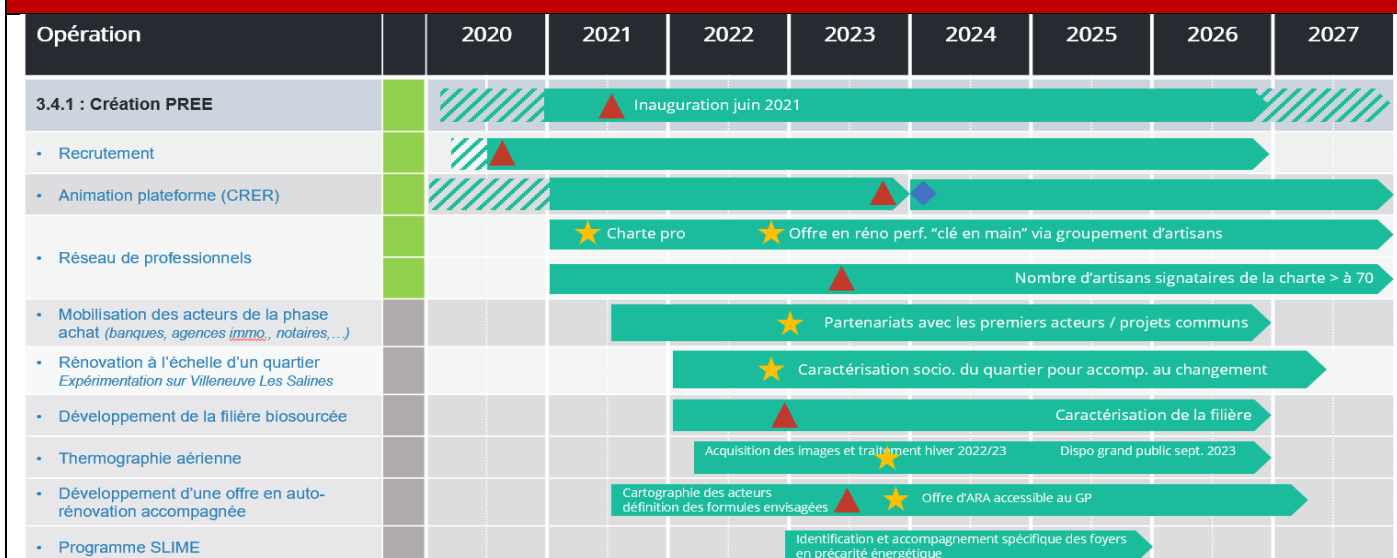 Opération 2020 2021 2022 2023 2024 2025 2026 2027
3.4.1 : Création PREE
Inauguration juin 2021
• Recrutement
• Animation plateforme (CRER)
• Réseau de professionnels
Charte pro
Offre en réno perf. “clé en main” via groupement d’artisans
Nombre d’artisans signataires de la charte > à 70
• Mobilisation des acteurs de la phase
achat (banques, agences immo., notaires,…)
Partenariats avec les premiers acteurs / projets communs
• Rénovation à l’échelle d’un quartier
Expérimentation sur Villeneuve Les Salines
Caractérisation socio. du quartier pour accomp. au changement
• Développement de la filière biosourcée
Caractérisation de la filière
• Thermographie aérienne
Acquisition des images et traitement hiver 2022/23
Dispo grand public sept. 2023
• Développement d’une offre en auto-
rénovation accompagnée
Cartographie des acteurs
définition des formules envisagées
Offre d’ARA accessible au GP
• Programme SLIME
Identification et accompagnement spécifique des foyers
en précarité énergétique